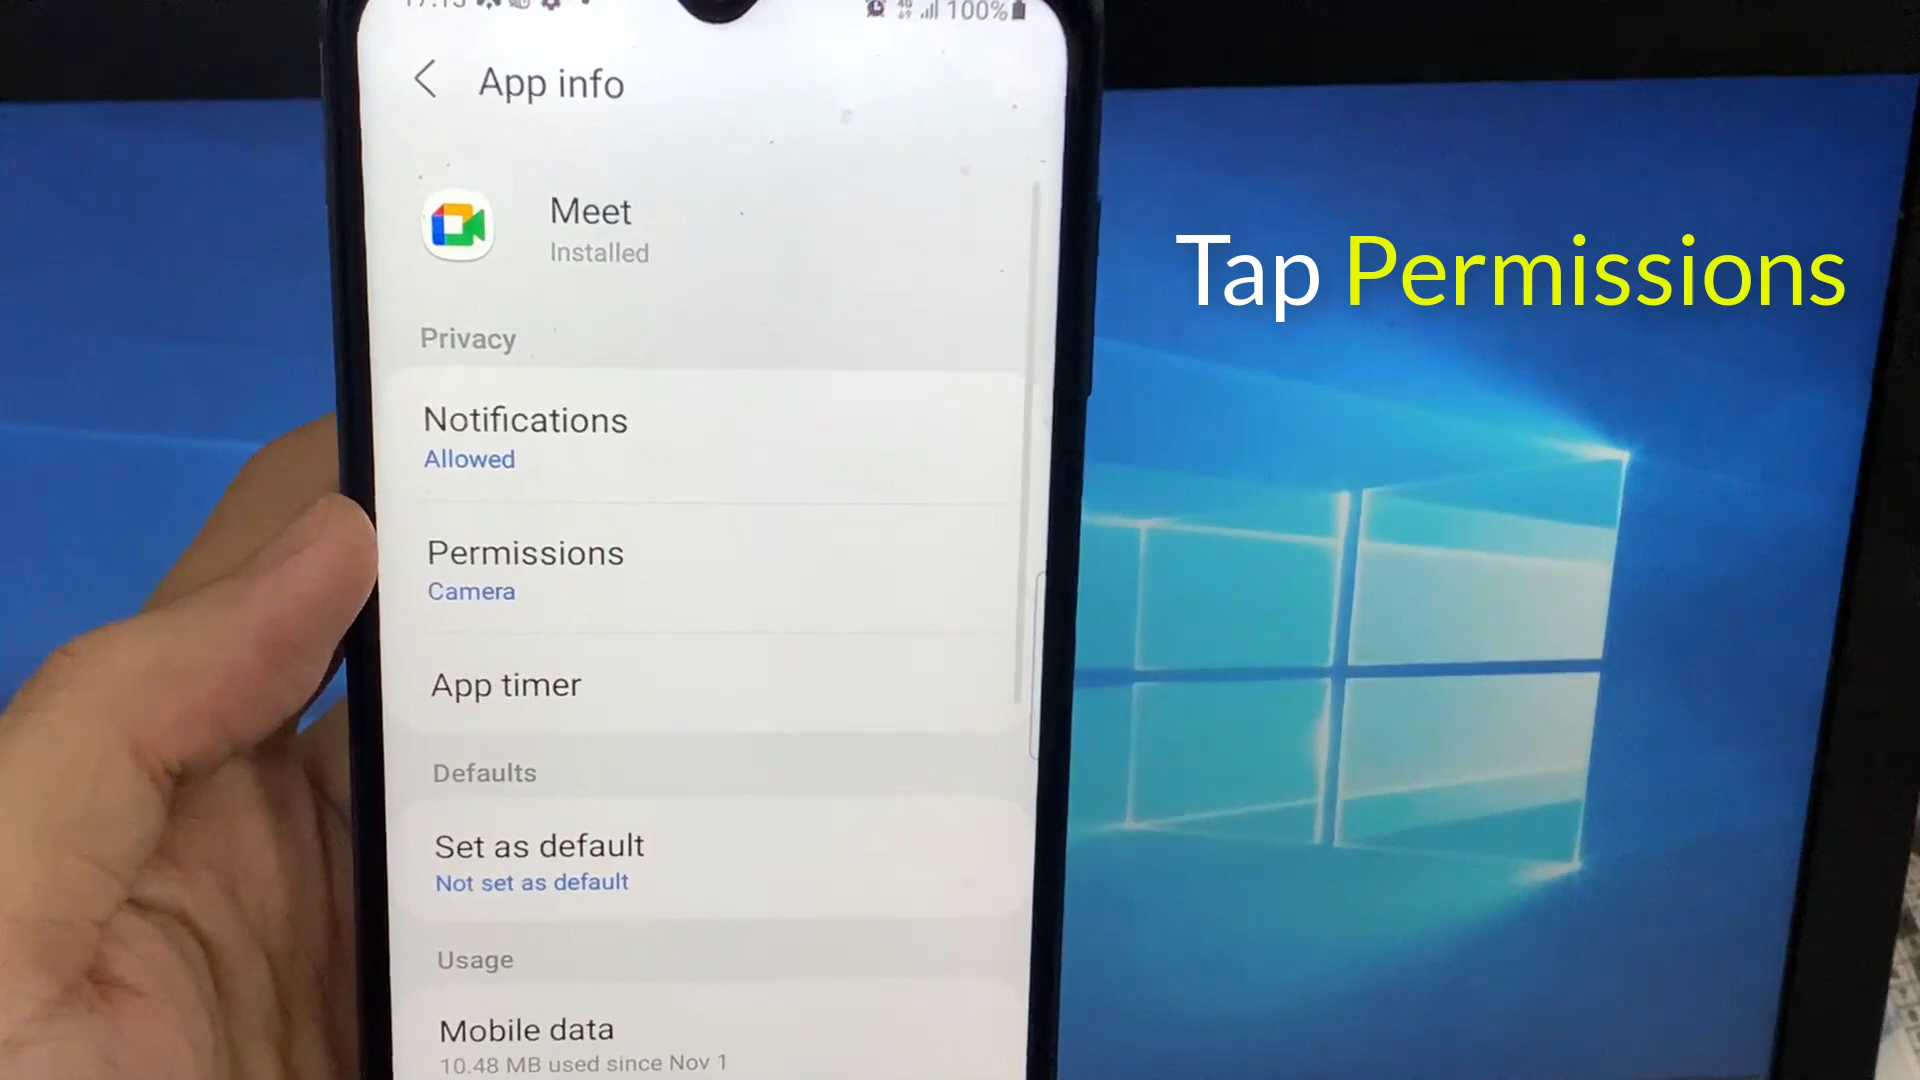 100%
App info
Meet
Installed
Tap Permissions
Privacy
Notifications
Allowed
Permissions
Camera
App timer
Defaults
Set as default
Not set as default
Usage
Mobile data
10.48 MB used since Nov 1